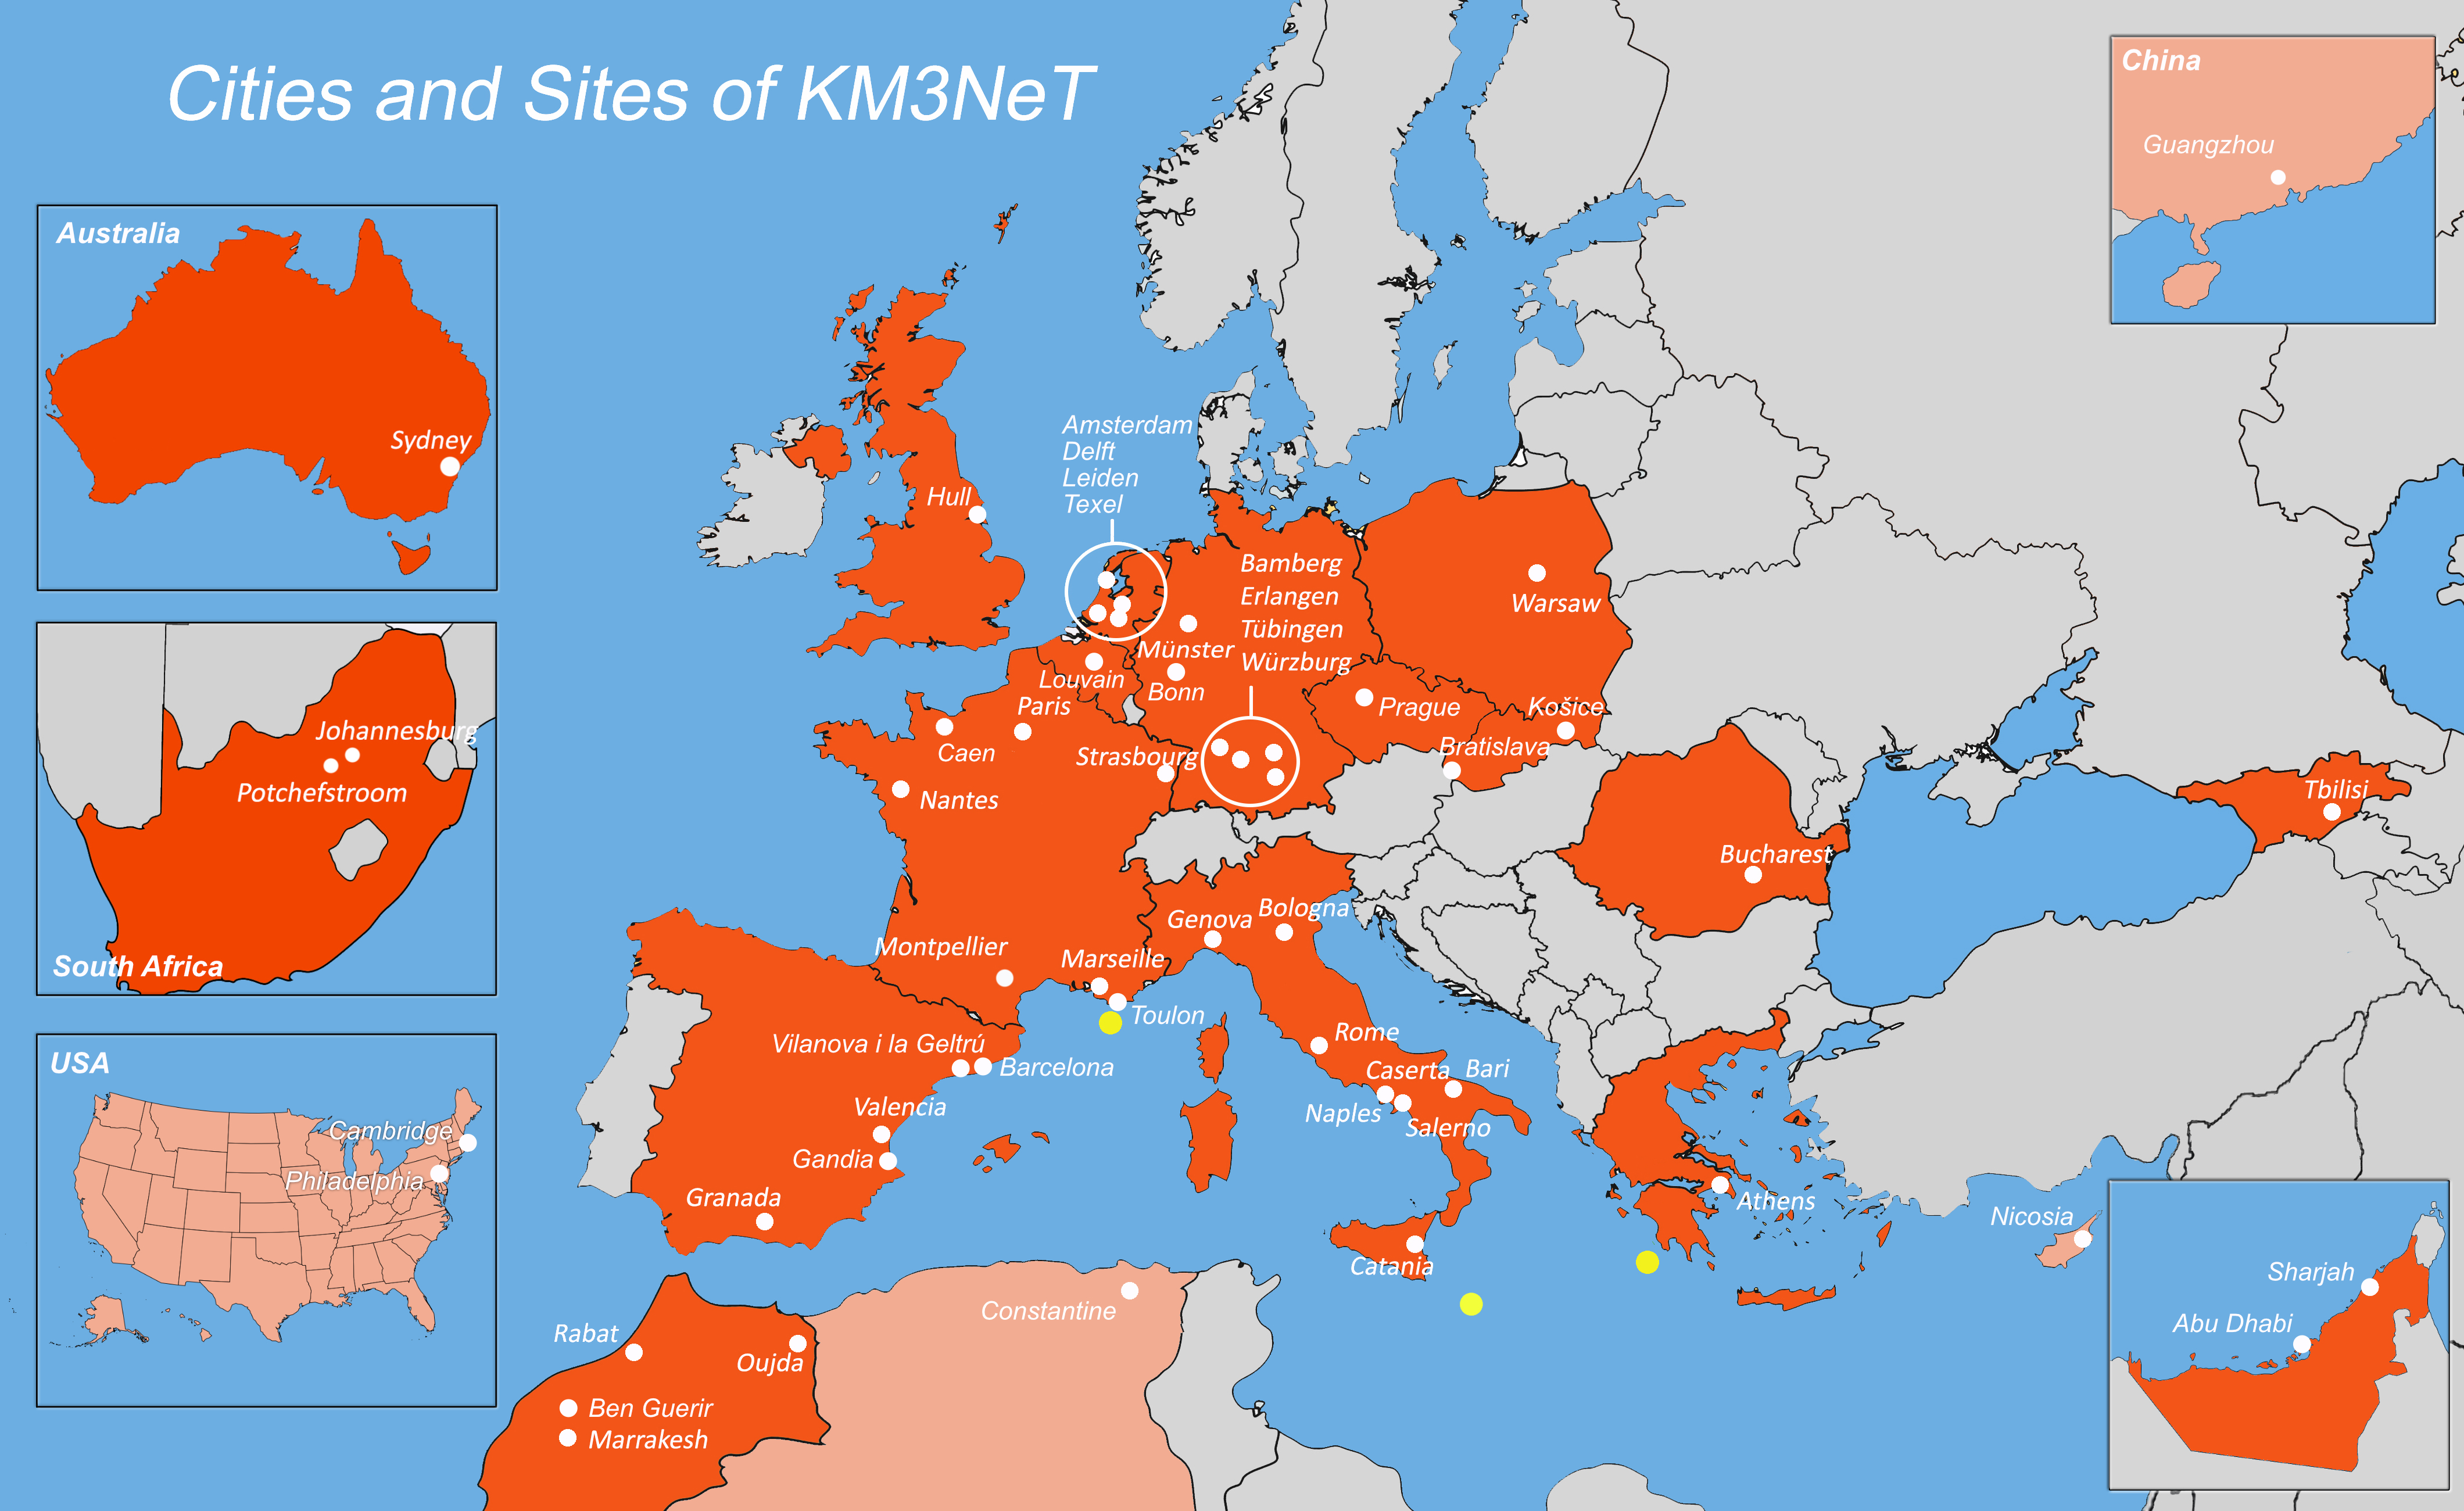 Cities and Sites of KM3NeT
China
Guangzhou
Australia
Sydney
Amsterdam
Delft
Leiden
Texel
Hull
Bamberg
Erlangen
Tübingen
Würzburg
Warsaw
Münster
Louvain
Bonn
Paris
Prague
Košice
Caen
Strasbourg
Bratislava
Nantes
Tbilisi
Johannesburg
Potchefstroom
South Africa
Bucharest
Genova
Bologna
Montpellier
Marseille
Toulon
Vilanova i la Geltrú
Barcelona
Rome
Caserta
Bari
Naples
Salerno
Valencia
Gandia
Granada
Athens
Catania
Nicosia
USA
Cambridge
Philadelphia
Constantine
Rabat
Oujda
Ben Guerir
Marrakesh
Sharjah
Abu Dhabi